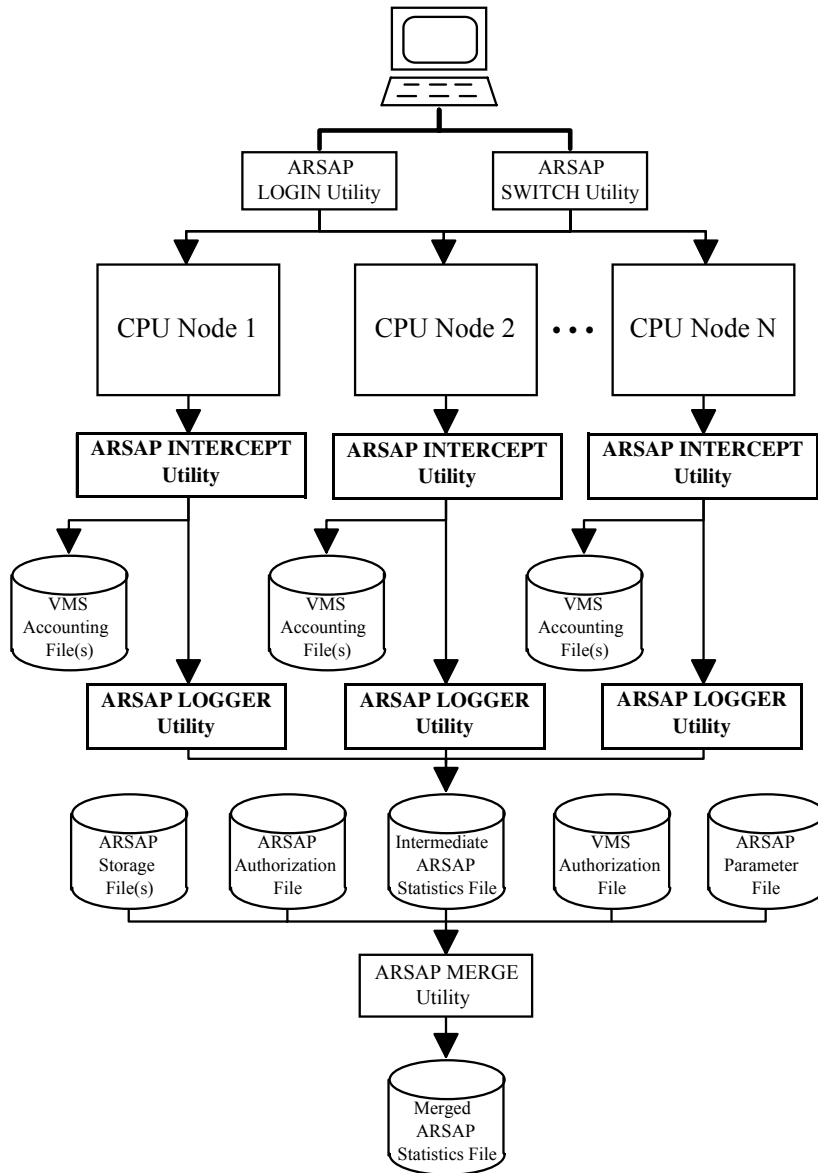 ARSAP
LOGIN Utility
ARSAP
SWITCH Utility
CPU Node 1
CPU Node 2
• • •
CPU Node N
ARSAP INTERCEPT
Utility
ARSAP INTERCEPT
Utility
ARSAP INTERCEPT
Utility
VMS
Accounting
File(s)
VMS
Accounting
File(s)
VMS
Accounting
File(s)
ARSAP LOGGER
Utility
ARSAP LOGGER
Utility
ARSAP LOGGER
Utility
ARSAP
Storage
File(s)
ARSAP
Authorization
File
Intermediate
ARSAP
Statistics File
VMS
Authorization
File
ARSAP
Parameter
File
ARSAP MERGE
Utility
Merged
ARSAP
Statistics File